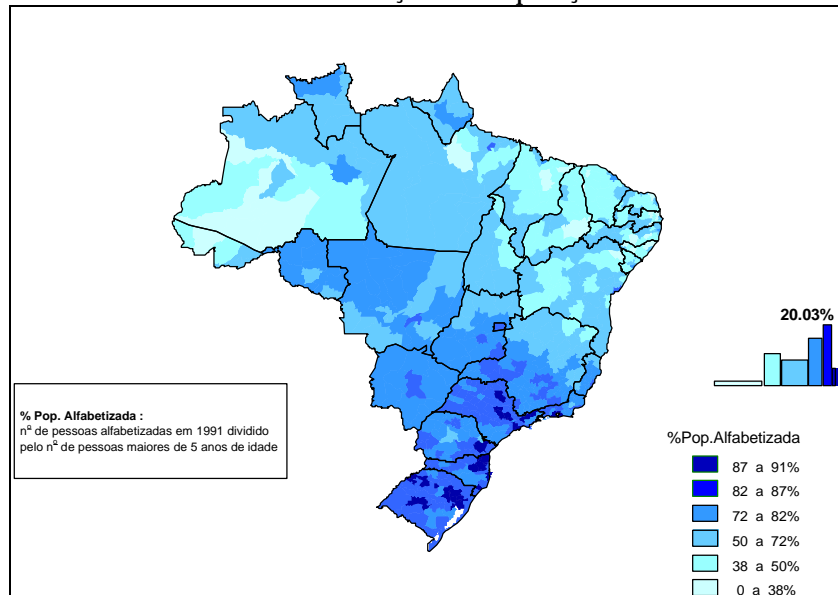 20.03%
% Pop. Alfabetizada :
nº de pessoas alfabetizadas em 1991 dividido
pelo nº de pessoas maiores de 5 anos de idade
%Pop.Alfabetizada
87 a 91%
82 a 87%
72 a 82%
50 a 72%
38 a 50%
0 a 38%